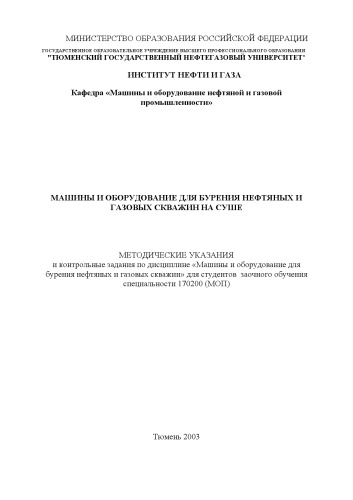 МИНИСТЕРСТВО ОБРАЗОВАНИЯ РОССИЙСКОЙ ФЕДЕРАЦИИ
ГОСУДАРСТВЕННОЕ ОБРАЗОВАТЕЛЬНОЕ УЧРЕЖДЕНИЕ ВЫСШЕГО ПРОФЕСИОНАЛЬНОГО ОБРАЗОВАНИЯ
"ТЮМЕНСКИЙ ГОСУДАРСТВЕННЫЙ НЕФТЕГАЗОВЫЙ УНИВЕРСИТЕТ"
ИНСТИТУТ НЕФТИ И ГАЗА
Кафедра «Машины и оборудование нефтяной и газовой
промышленности»
МАШИНЫ И ОБОРУДОВАНИЕ ДЛЯ БУРЕНИЯ НЕФТЯНЫХ И
ГАЗОВЫХ СКВАЖИН НА СУШЕ
МЕТОДИЧЕСКИЕ УКАЗАНИЯ
и контрольные задания по дисциплине «Машины и оборудование для
бурения нефтяных и газовых скважин» для студентов заочного обучения
специальности 170200 (МОП)
Тюмень 2003